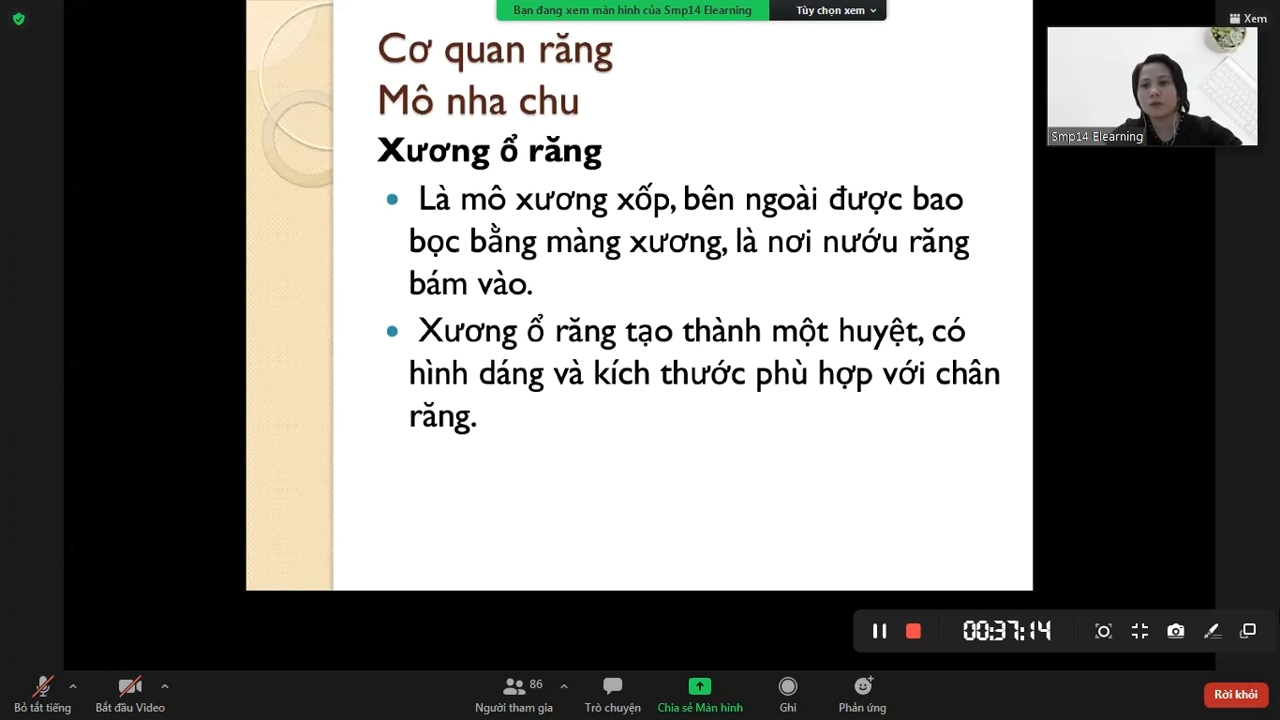 Bạn đang xem màn hình của Smp14 Elearning
Tùy chọn xem
Xem
Cơ quan răng
Mô nha chu
Xương ổ răng
Smp14 Elearning
• Là mô xương xốp, bên ngoài được bao
bọc bằng màng xương, là nơi nướu răng
bám vào.
• Xương ổ răng tạo thành một huyệt, có
hình dáng và kích thước phù hợp với chân
răng.
00:37:14
86
Bỏ tắt tiếng
Bắt đầu Video
Người tham gia
Trò chuyện
Chia sẻ Màn hình
Ghi
Phản ứng
Rời khỏi